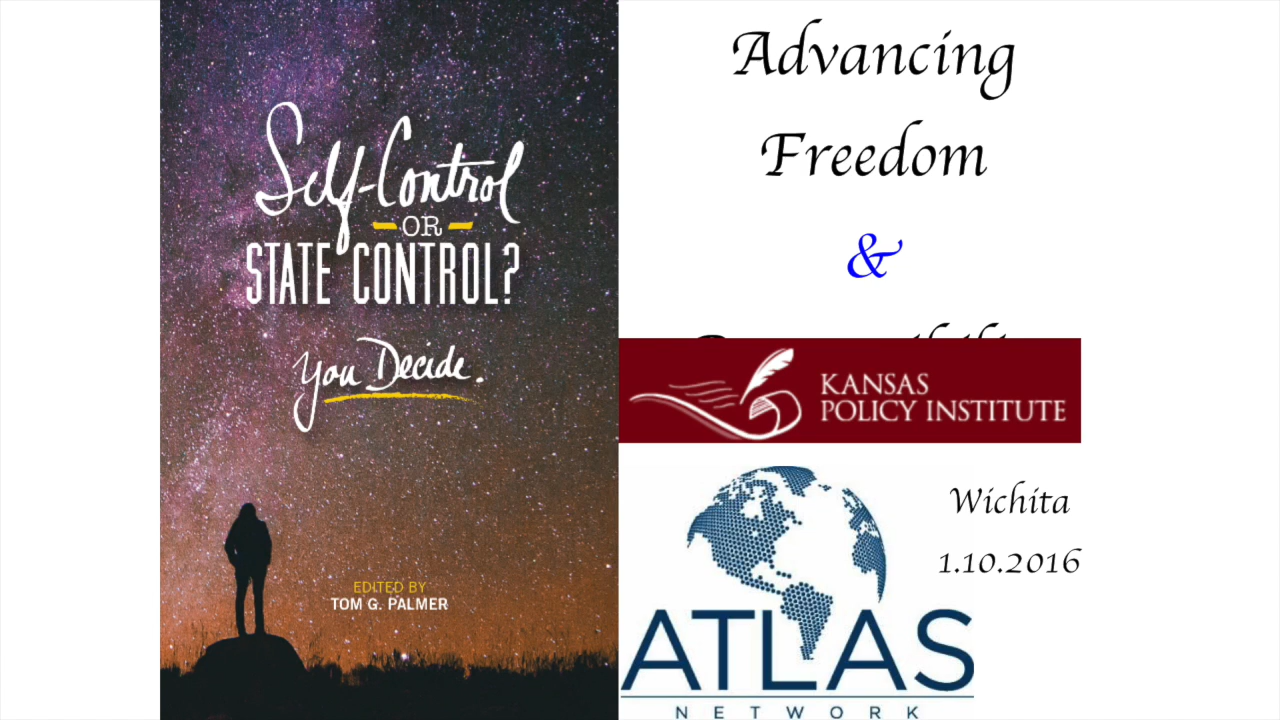 Self-Control
OR
STATE CONTROL?
you Decide.
EDITED BY
TOM G. PALMER
Advancing
Freedom
&
KANSAS
POLICY INSTITUTE
Wichita
1.10.2016
ATLAS
NETWORK